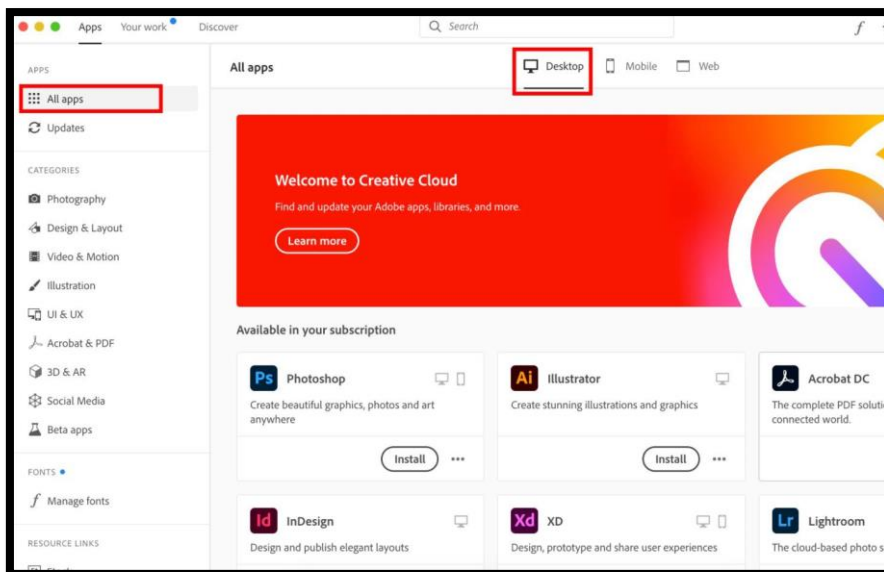 Apps Your work Discover Search
APPS
All apps
Updates
CATEGORIES
Photography
Design & Layout
Video & Motion
Illustration
UI & UX
Acrobat & PDF
3D & AR
Social Media
Beta apps
FONTS
Manage fonts
RESOURCE LINKS
All apps Desktop Mobile Web
Welcome to Creative Cloud
Find and update your Adobe apps, libraries, and more.
Learn more
Available in your subscription
Ps Photoshop
Create beautiful graphics, photos and art
anywhere
Install
Ai Illustrator
Create stunning illustrations and graphics
Install
Acrobat DC
The complete PDF
connected world.
Id InDesign
Design and publish elegant layouts
Xd XD
Design, prototype and share user experiences
Lr Lightroom
The cloud-based photo